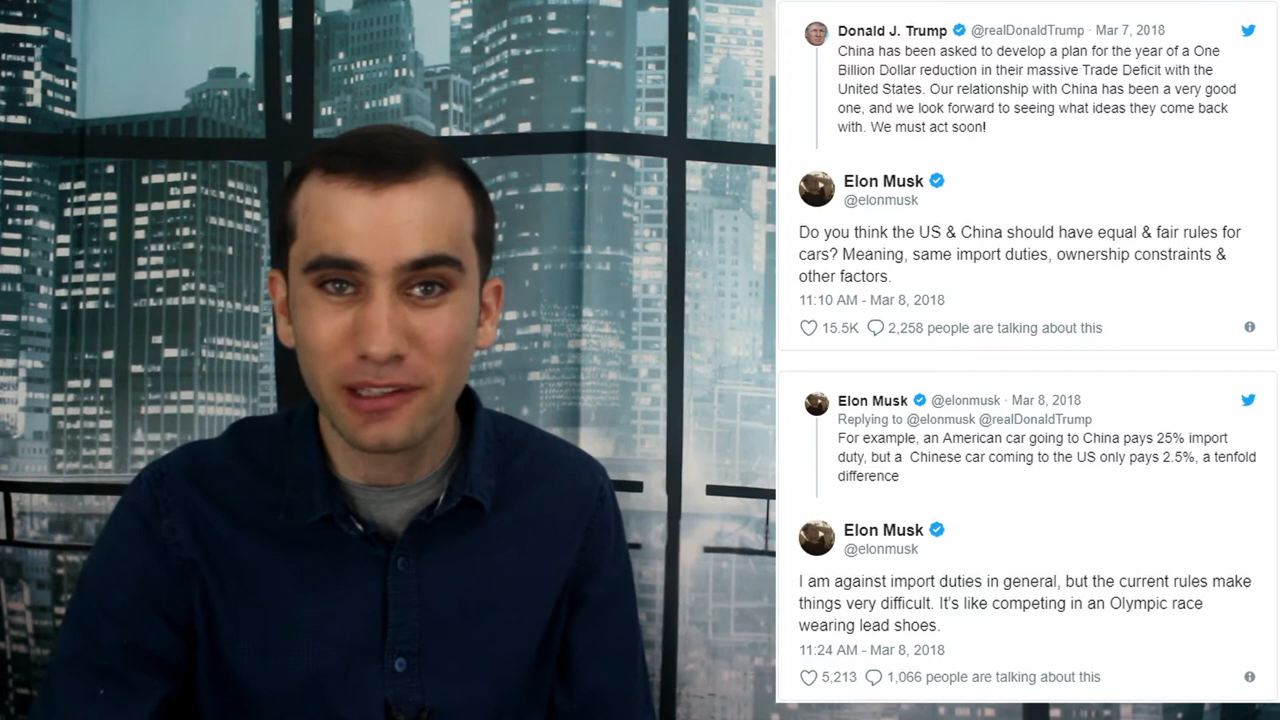 Donald J. Trump @realDonaldTrump · Mar 7, 2018
China has been asked to develop a plan for the year of a One
Billion Dollar reduction in their massive Trade Deficit with the
United States. Our relationship with China has been a very good
one, and we look forward to seeing what ideas they come back
with. We must act soon!
Elon Musk
@elonmusk
Do you think the US & China should have equal & fair rules for
cars? Meaning, same import duties, ownership constraints &
other factors.
11:10 AM - Mar 8, 2018
15.5K 2,258 people are talking about this
Elon Musk @elonmusk · Mar 8, 2018
Replying to @elonmusk @realDonaldTrump
For example, an American car going to China pays 25% import
duty, but a Chinese car coming to the US only pays 2.5%, a tenfold
difference
Elon Musk
@elonmusk
I am against import duties in general, but the current rules make
things very difficult. It’s like competing in an Olympic race
wearing lead shoes.
11:24 AM - Mar 8, 2018
5,213 1,066 people are talking about this